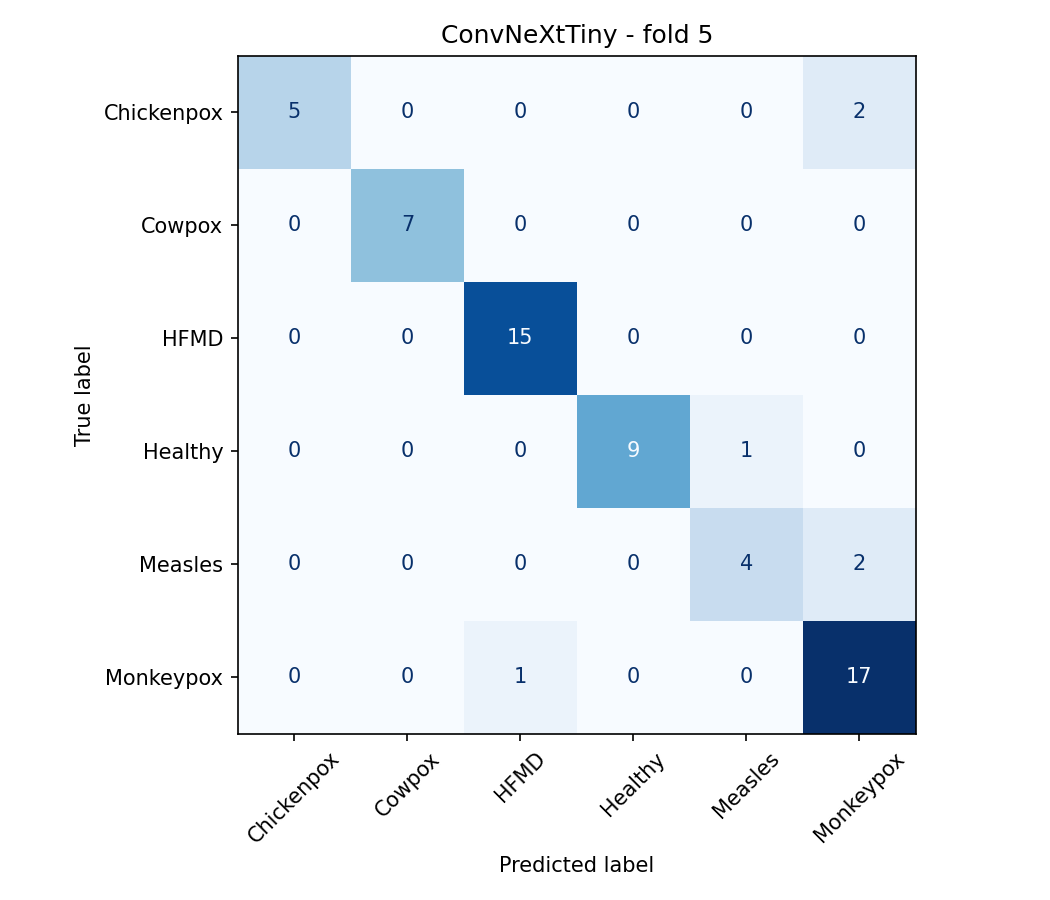 ConvNeXtTiny - fold 5
Chickenpox 5 0 0 0 0 2
Cowpox 0 7 0 0 0 0
HFMD 0 0 15 0 0 0
Healthy 0 0 0 9 1 0
Measles 0 0 0 0 4 2
Monkeypox 0 0 1 0 0 17
True label
Chickenpox Cowpox HFMD Healthy Measles Monkeypox
Predicted label